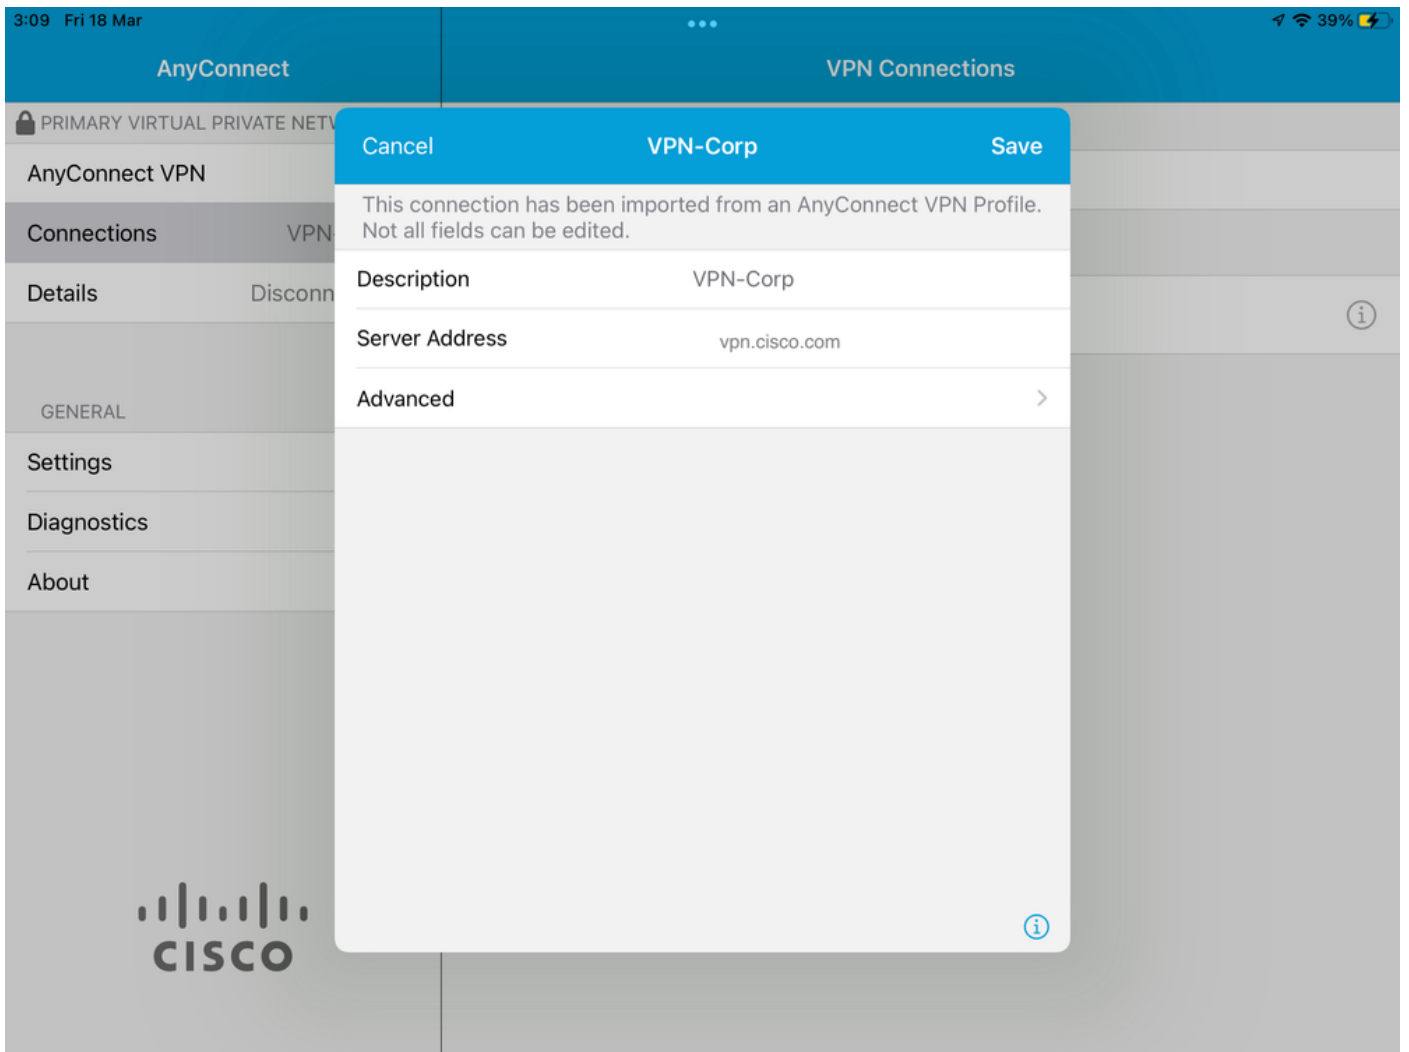 3:09 Fri 18 Mar
39%
AnyConnect
VPN Connections
PRIMARY VIRTUAL PRIVATE
AnyConnect VPN
Connections VPN-
Details
GENERAL
Settings
Diagnostics
About
CISCO
Cancel VPN-Corp Save
This connection has been imported from an AnyConnect VPN Profile.
Not all fields can be edited.
Description VPN-Corp
Server Address vpn.cisco.com
Advanced